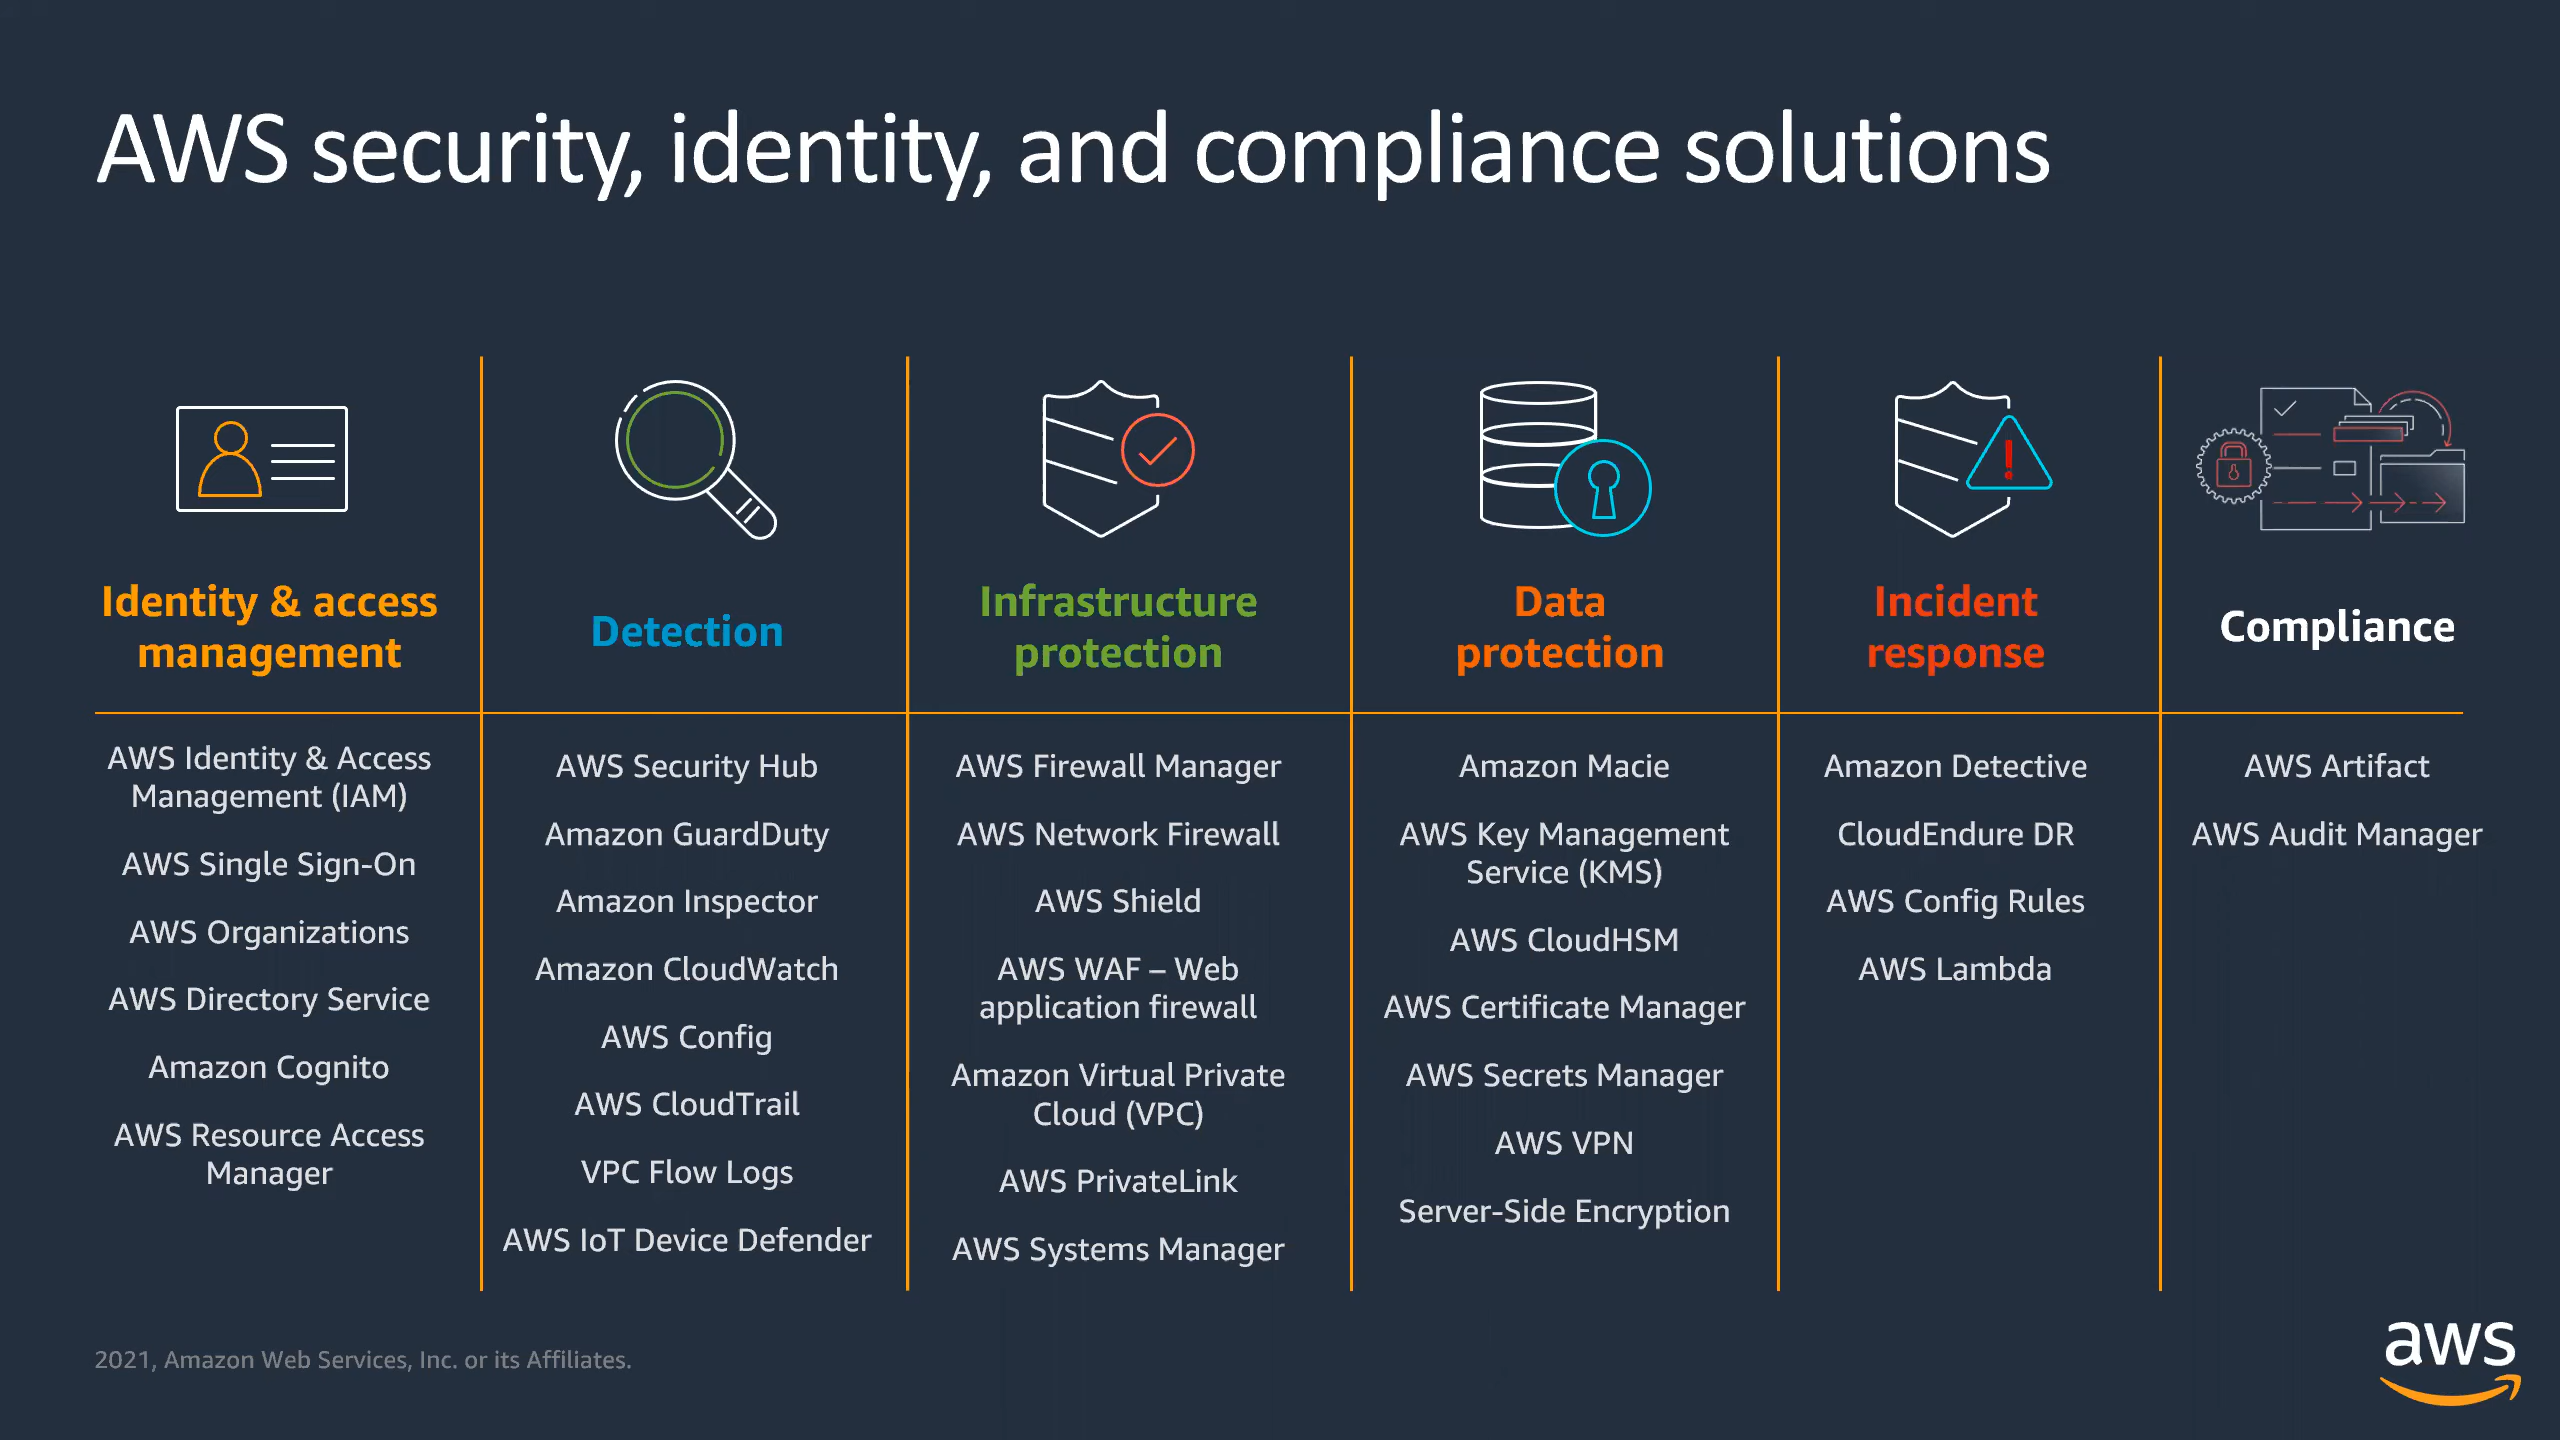 AWS security, identity, and compliance solutions
Identity & access
management
AWS Identity & Access
Management (IAM)
AWS Single Sign-On
AWS Organizations
AWS Directory Service
Amazon Cognito
AWS Resource Access
Manager
Detection
AWS Security Hub
Amazon GuardDuty
Amazon Inspector
Amazon CloudWatch
AWS Config
AWS CloudTrail
VPC Flow Logs
AWS IoT Device Defender
Infrastructure
protection
AWS Firewall Manager
AWS Network Firewall
AWS Shield
AWS WAF – Web
application firewall
Amazon Virtual Private
Cloud (VPC)
AWS PrivateLink
AWS Systems Manager
Data
protection
Amazon Macie
AWS Key Management
Service (KMS)
AWS CloudHSM
AWS Certificate Manager
AWS Secrets Manager
AWS VPN
Server-Side Encryption
Incident
response
Amazon Detective
CloudEndure DR
AWS Config Rules
AWS Lambda
Compliance
AWS Artifact
AWS Audit Manager
2021, Amazon Web Services, Inc. or its Affiliates.
aws